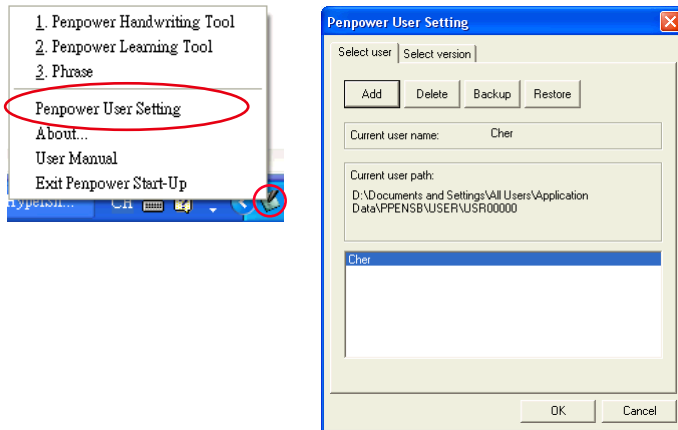 1. Penpower Handwriting Tool
2. Penpower Learning Tool
3. Phrase
Penpower User Setting
About...
User Manual
Exit Penpower Start-Up
CH
Penpower User Setting
Select user
Select version
Add Delete Backup Restore
Current user name: Cher
Current user path:
D:\Documents and Settings\All Users\Application
Data\PPENSB\USER\USR00000
Cher
OK Cancel